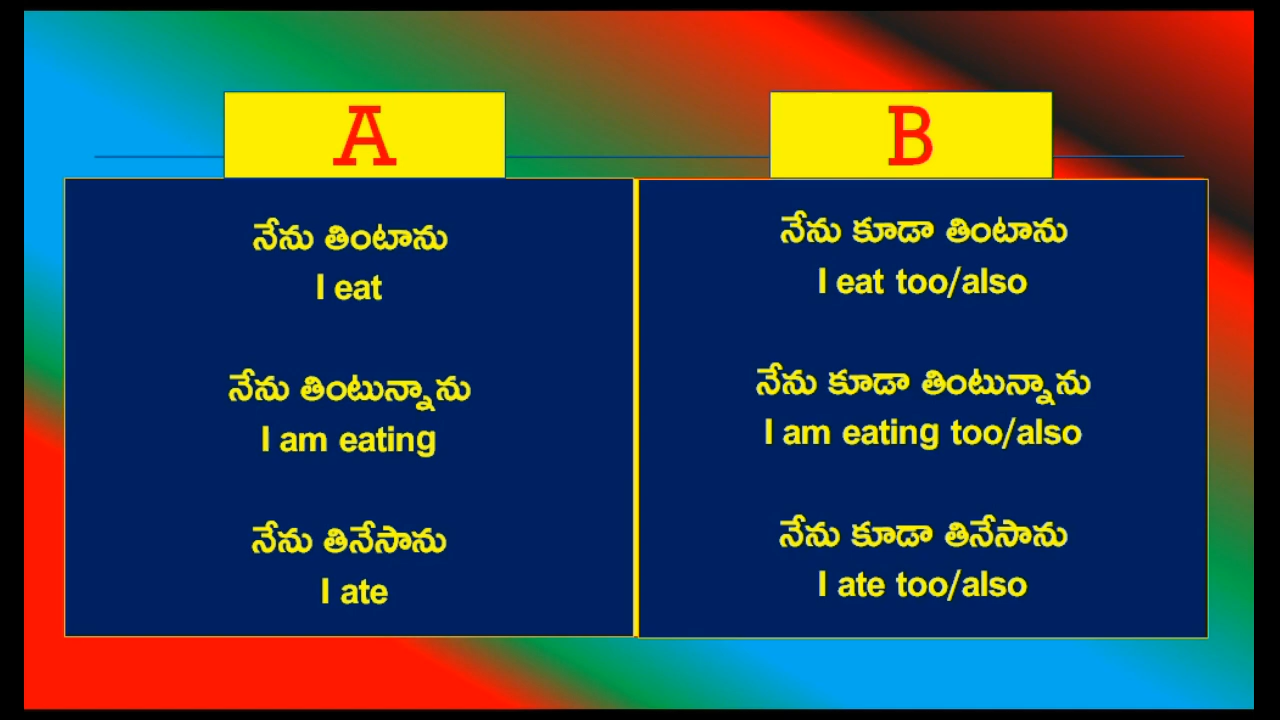 A
నేను తింటాను
I eat
నేను తింటున్నాను
I am eating
నేను తినేసాను
I ate
B
నేను కూడా తింటాను
I eat too/also
నేను కూడా తింటున్నాను
I am eating too/also
నేను కూడా తినేసాను
I ate too/also